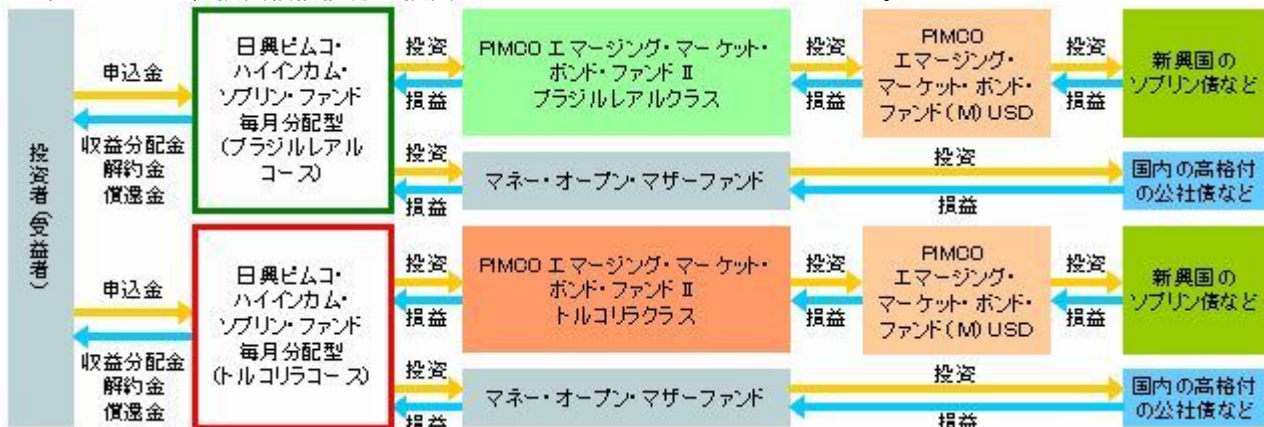 投資者(受益者)
申込金
収益分配金
解約金
償還金
日興ピムコ・
ハイインカム・
ソブリン・ファンド
毎月分配型
(ブラジルレアル
コース)
投資
損益
PIMCO エマージング・マーケット・
ボンド・ファンド Ⅱ
ブラジルレアルクラス
投資
損益
PIMCO
エマージング・
マーケット・ボンド・
ファンド(M) USD
投資
損益
新興国の
ソブリン債など
投資
損益
マネー・オープン・マザーファンド
投資
損益
国内の高格付
の公社債など
申込金
収益分配金
解約金
償還金
日興ピムコ・
ハイインカム・
ソブリン・ファンド
毎月分配型
(トルコリラコース)
投資
損益
PIMCO エマージング・マーケット・
ボンド・ファンド Ⅱ
トルコリラクラス
投資
損益
PIMCO
エマージング・
マーケット・ボンド・
ファンド(M) USD
投資
損益
新興国の
ソブリン債など
投資
損益
マネー・オープン・マザーファンド
投資
損益
国内の高格付
の公社債など